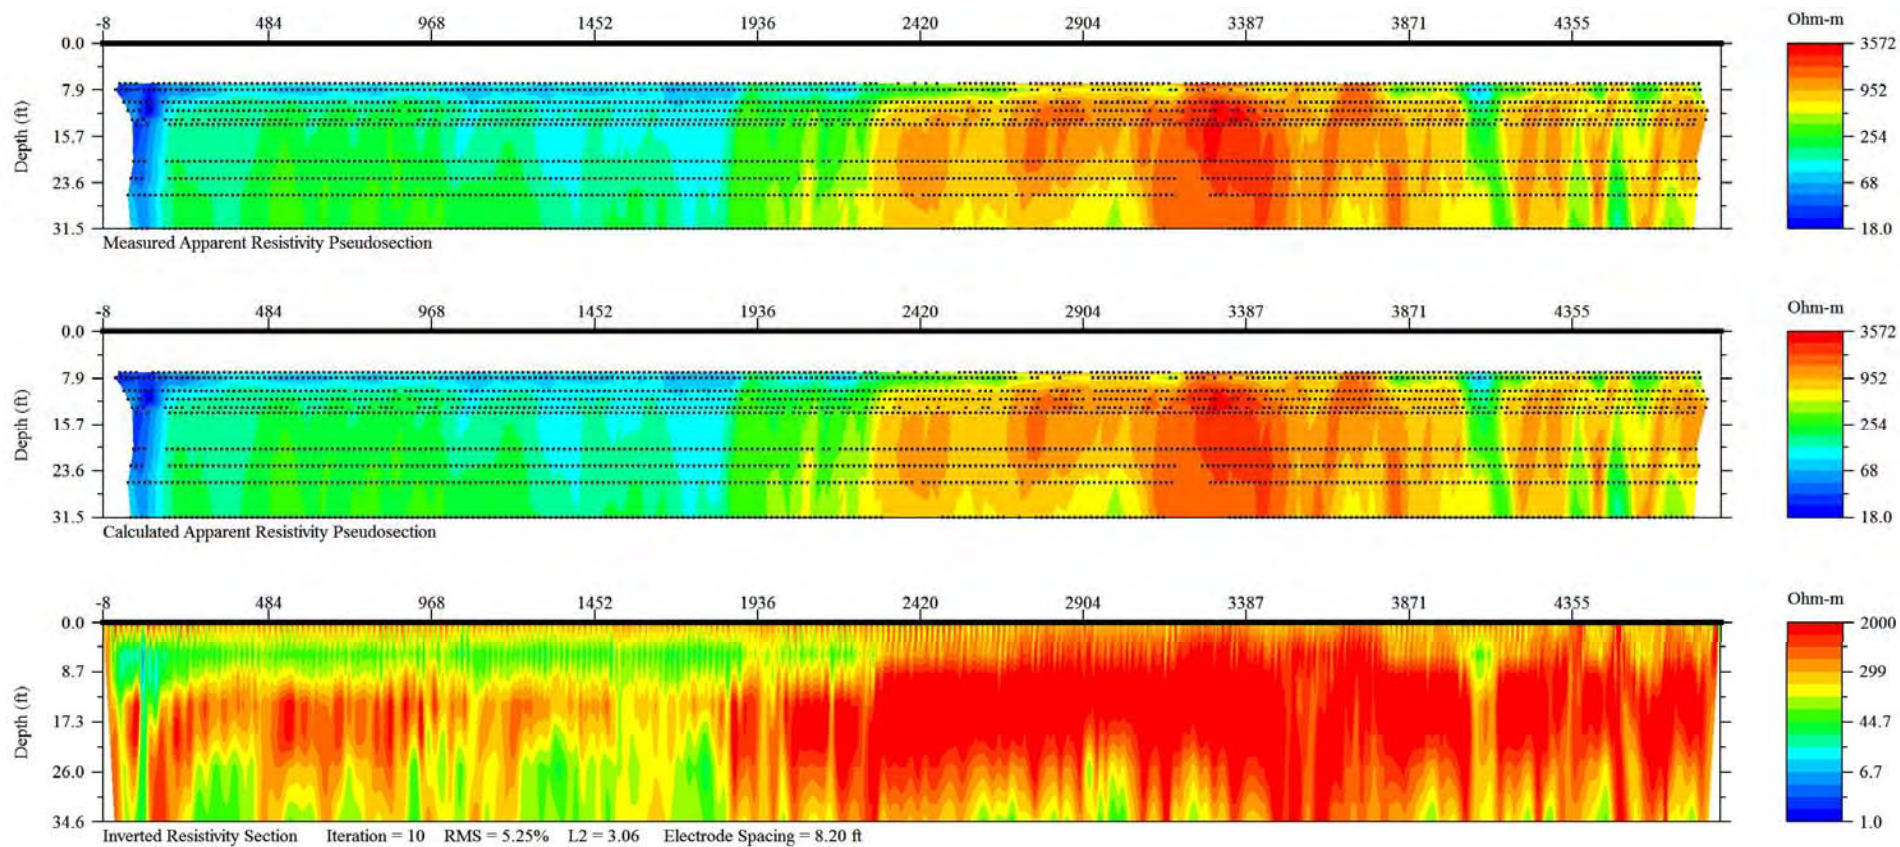 -8 484 968 1452 1936 2420 2904 3387 3871 4355
Ohm-m
0.0
7.9
15.7
23.6
31.5
Depth (ft)
3572
952
254
68
18.0
Measured Apparent Resistivity Pseudosection
-8 484 968 1452 1936 2420 2904 3387 3871 4355
Ohm-m
0.0
7.9
15.7
23.6
31.5
Depth (ft)
3572
952
254
68
18.0
Calculated Apparent Resistivity Pseudosection
-8 484 968 1452 1936 2420 2904 3387 3871 4355
Ohm-m
0.0
8.7
17.3
26.0
34.6
Depth (ft)
2000
299
44.7
6.7
1.0
Inverted Resistivity Section Iteration = 10 RMS = 5.25% L2 = 3.06 Electrode Spacing = 8.20 ft